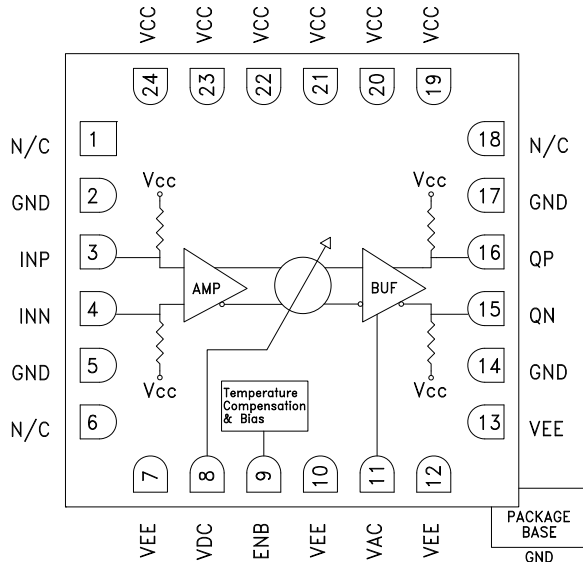 VCC VCC VCC VCC VCC VCC
24 23 22 21 20 19
N/C 1 18 N/C
GND 2 Vcc Vcc 17 GND
INP 3 16 QP
AMP BUF
INN 4 15 QN
GND 5 Vcc Vcc 14 GND
Temperature
Compensation
& Bias
N/C 6 13 VEE
7 8 9 10 11 12
VEE VDC ENB VEE VAC VEE
PACKAGE
BASE
GND